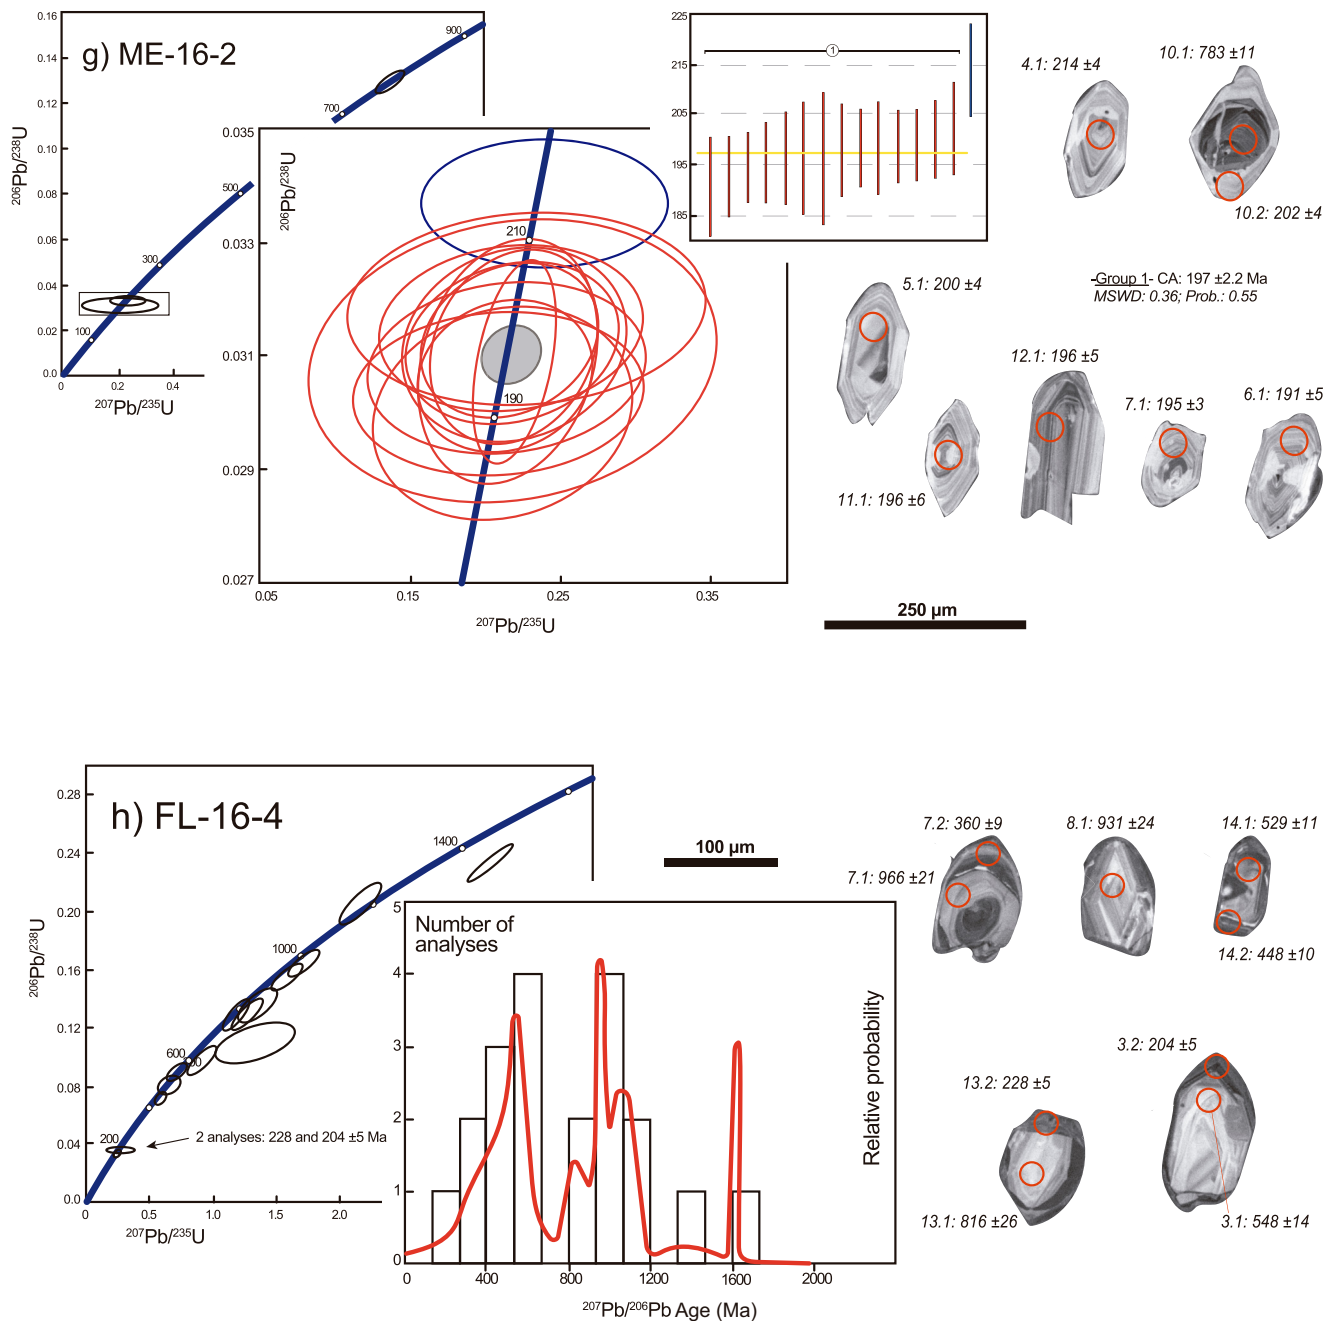 g) ME-16-2
0.16
0.14
0.12
0.10
0.08
0.06
0.04
0.02
0.0
206Pb/238U
0
0.2
0.4
207Pb/235U
100
300
500
700
900
0.035
0.033
0.031
0.029
0.027
206Pb/238U
210
190
0.05
0.15
0.25
0.35
207Pb/235U
225
215
205
195
185
1
4.1: 214 ±4
10.1: 783 ±11
10.2: 202 ±4
5.1: 200 ±4
Group 1- CA: 197 ±2.2 Ma
MSWD: 0.36; Prob.: 0.55
12.1: 196 ±5
7.1: 195 ±3
6.1: 191 ±5
11.1: 196 ±6
250 µm
h) FL-16-4
0.28
0.24
0.20
0.16
0.12
0.08
0.04
0.0
206Pb/238U
0
0.5
1.0
1.5
2.0
207Pb/235U
200
600
1000
1400
2 analyses: 228 and 204 ±5 Ma
100 µm
Number of
analyses
5
4
3
2
1
0
Relative probability
0
400
800
1200
1600
2000
207Pb/206Pb Age (Ma)
7.2: 360 ±9
8.1: 931 ±24
14.1: 529 ±11
7.1: 966 ±21
14.2: 448 ±10
3.2: 204 ±5
13.2: 228 ±5
13.1: 816 ±26
3.1: 548 ±14